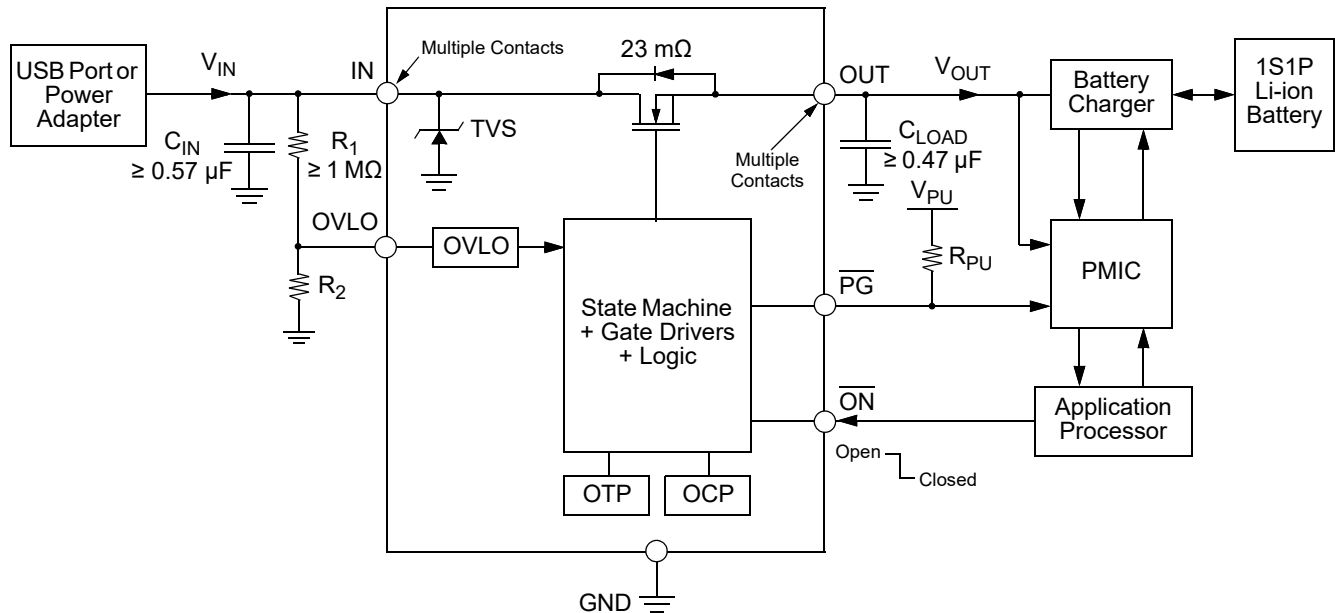 USB Port or
Power
Adapter
V_IN
C_IN
≥ 0.57 µF
R_1
≥ 1 MΩ
R_2
IN
Multiple Contacts
TVS
23 mΩ
OVLO
OVLO
State Machine
+ Gate Drivers
+ Logic
OTP
OCP
GND
OUT
Multiple
Contacts
V_OUT
C_LOAD
≥ 0.47 µF
V_PU
R_PU
P̅G̅
O̅N̅
Open
Closed
Battery
Charger
1S1P
Li-ion
Battery
PMIC
Application
Processor